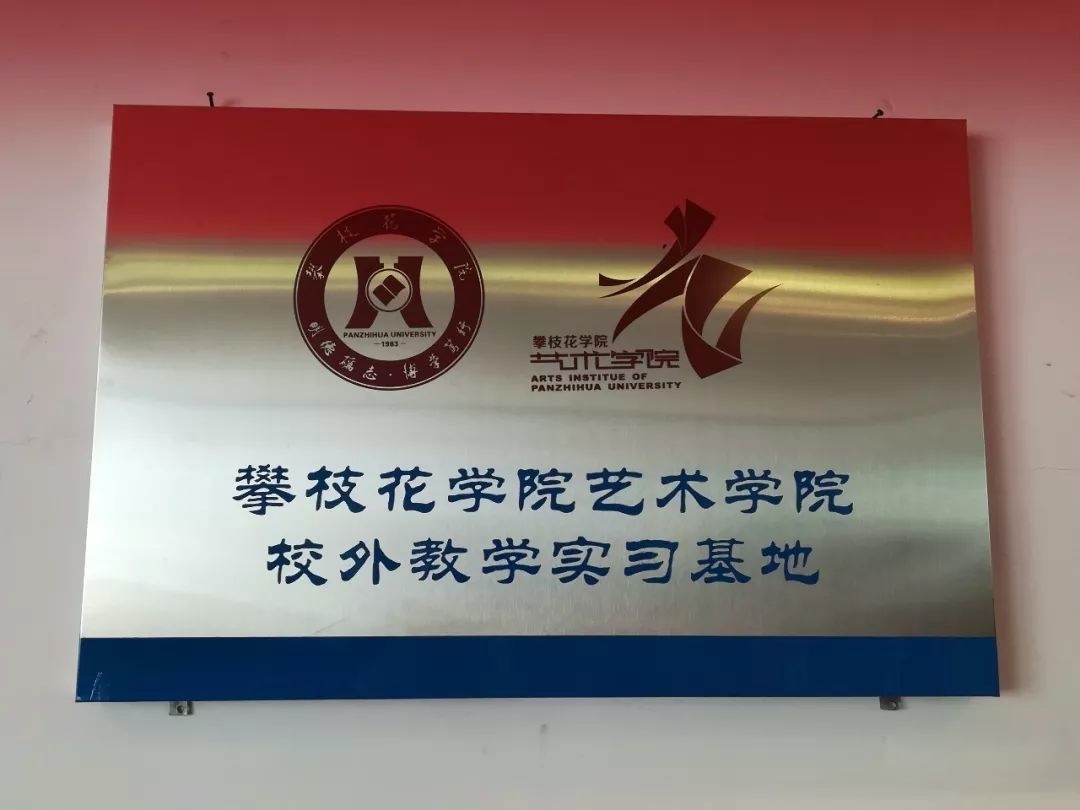 攀枝花学院
PANZHIHUA UNIVERSITY
1983
明德砺志·博学笃行
攀枝花学院
艺术学院
ARTS INSTITUE OF
PANZHIHUA UNIVERSITY
攀枝花学院艺术学院
校外教学实习基地